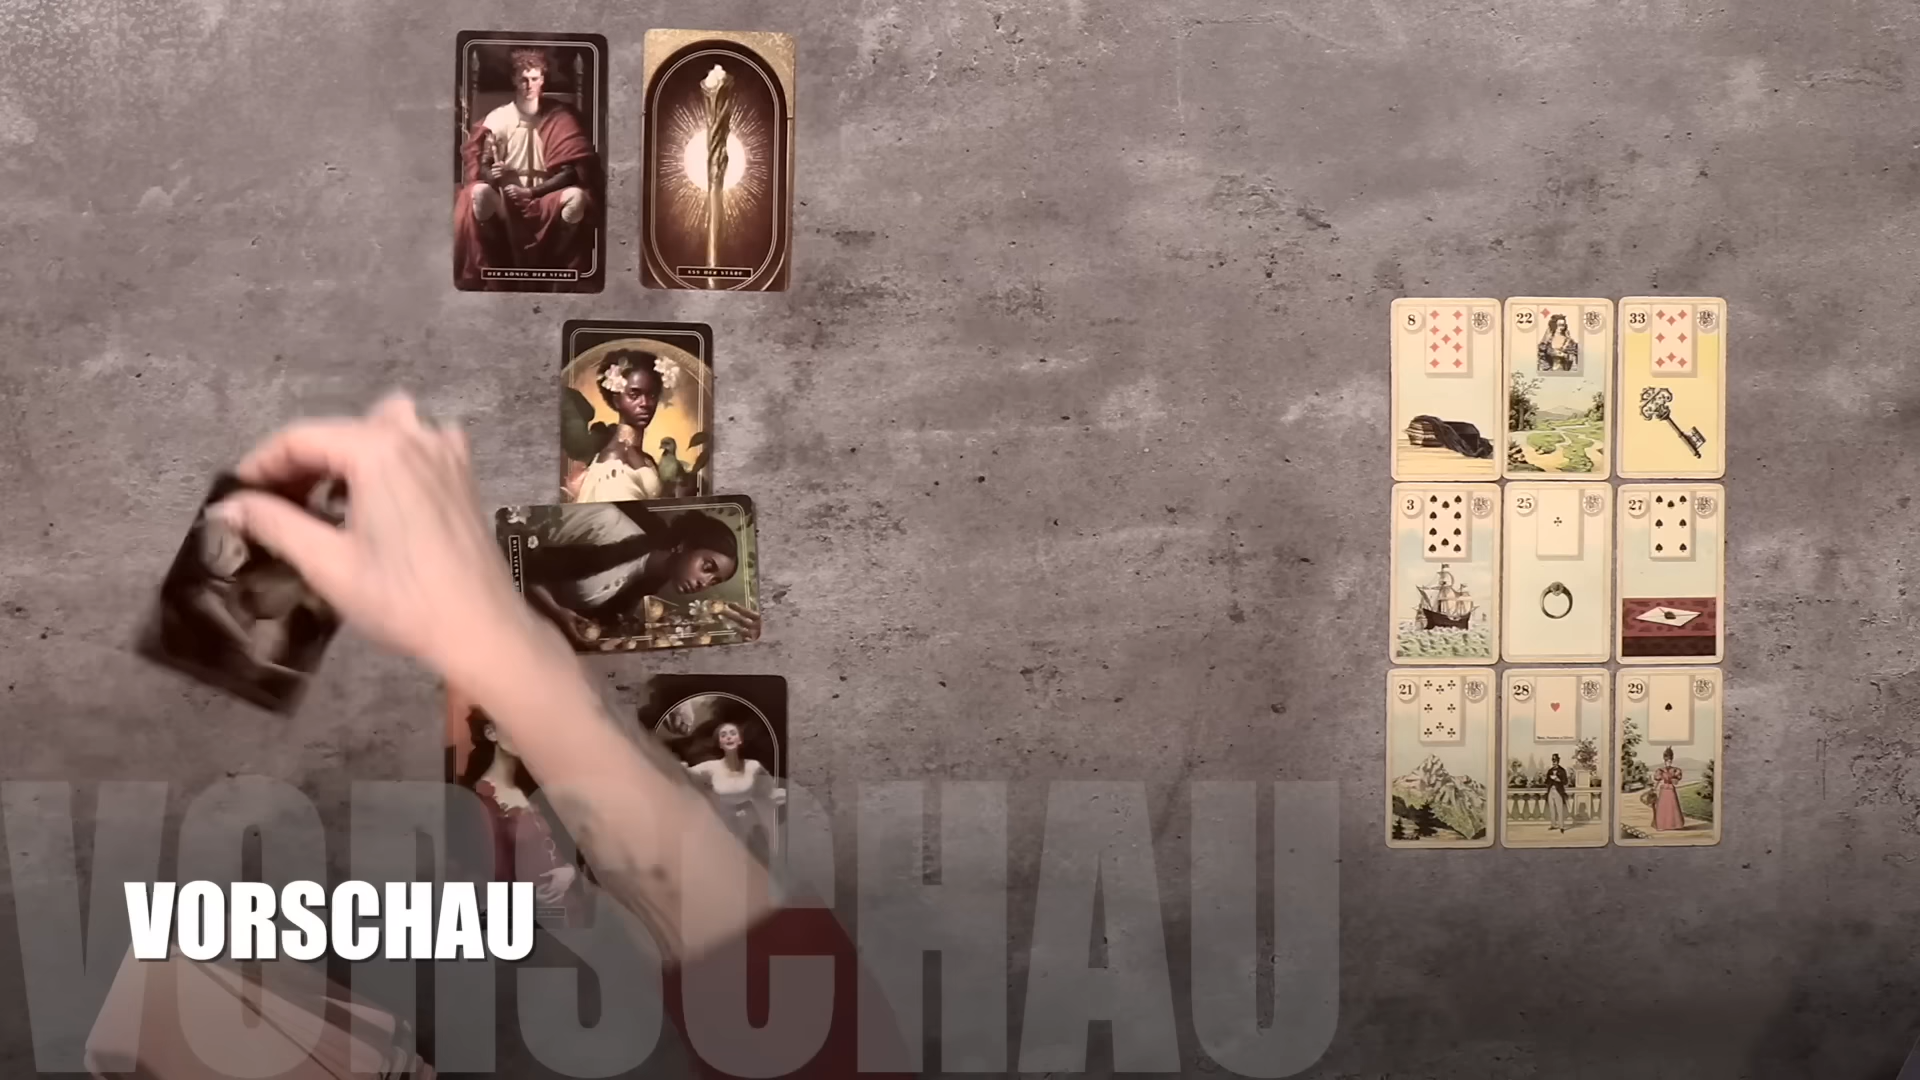 DER KÖNIG DER STÄBE
ASS DER STÄBE
8
22
33
3
25
27
21
28
29
VORSCHAU
VORSCHAU